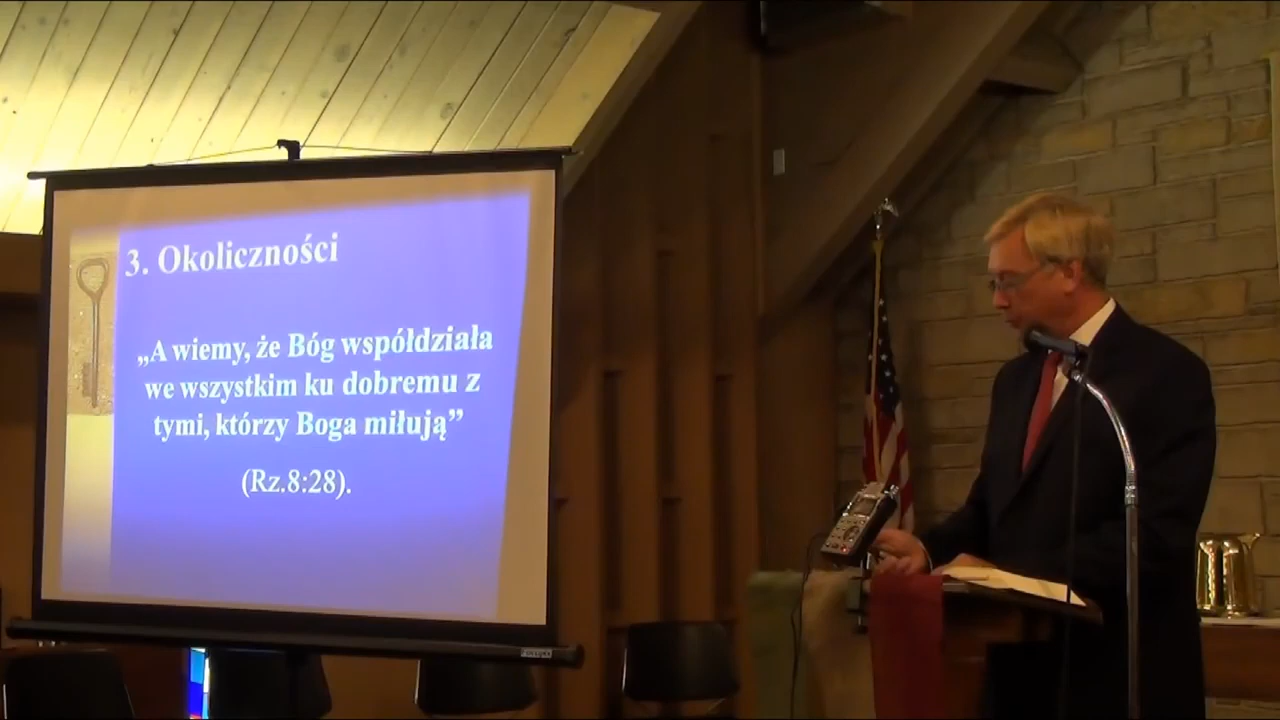 3. Okoliczności
„A wiemy, że Bóg współdziała
we wszystkim ku dobremu z
tymi, którzy Boga miłują”
(Rz.8:28).